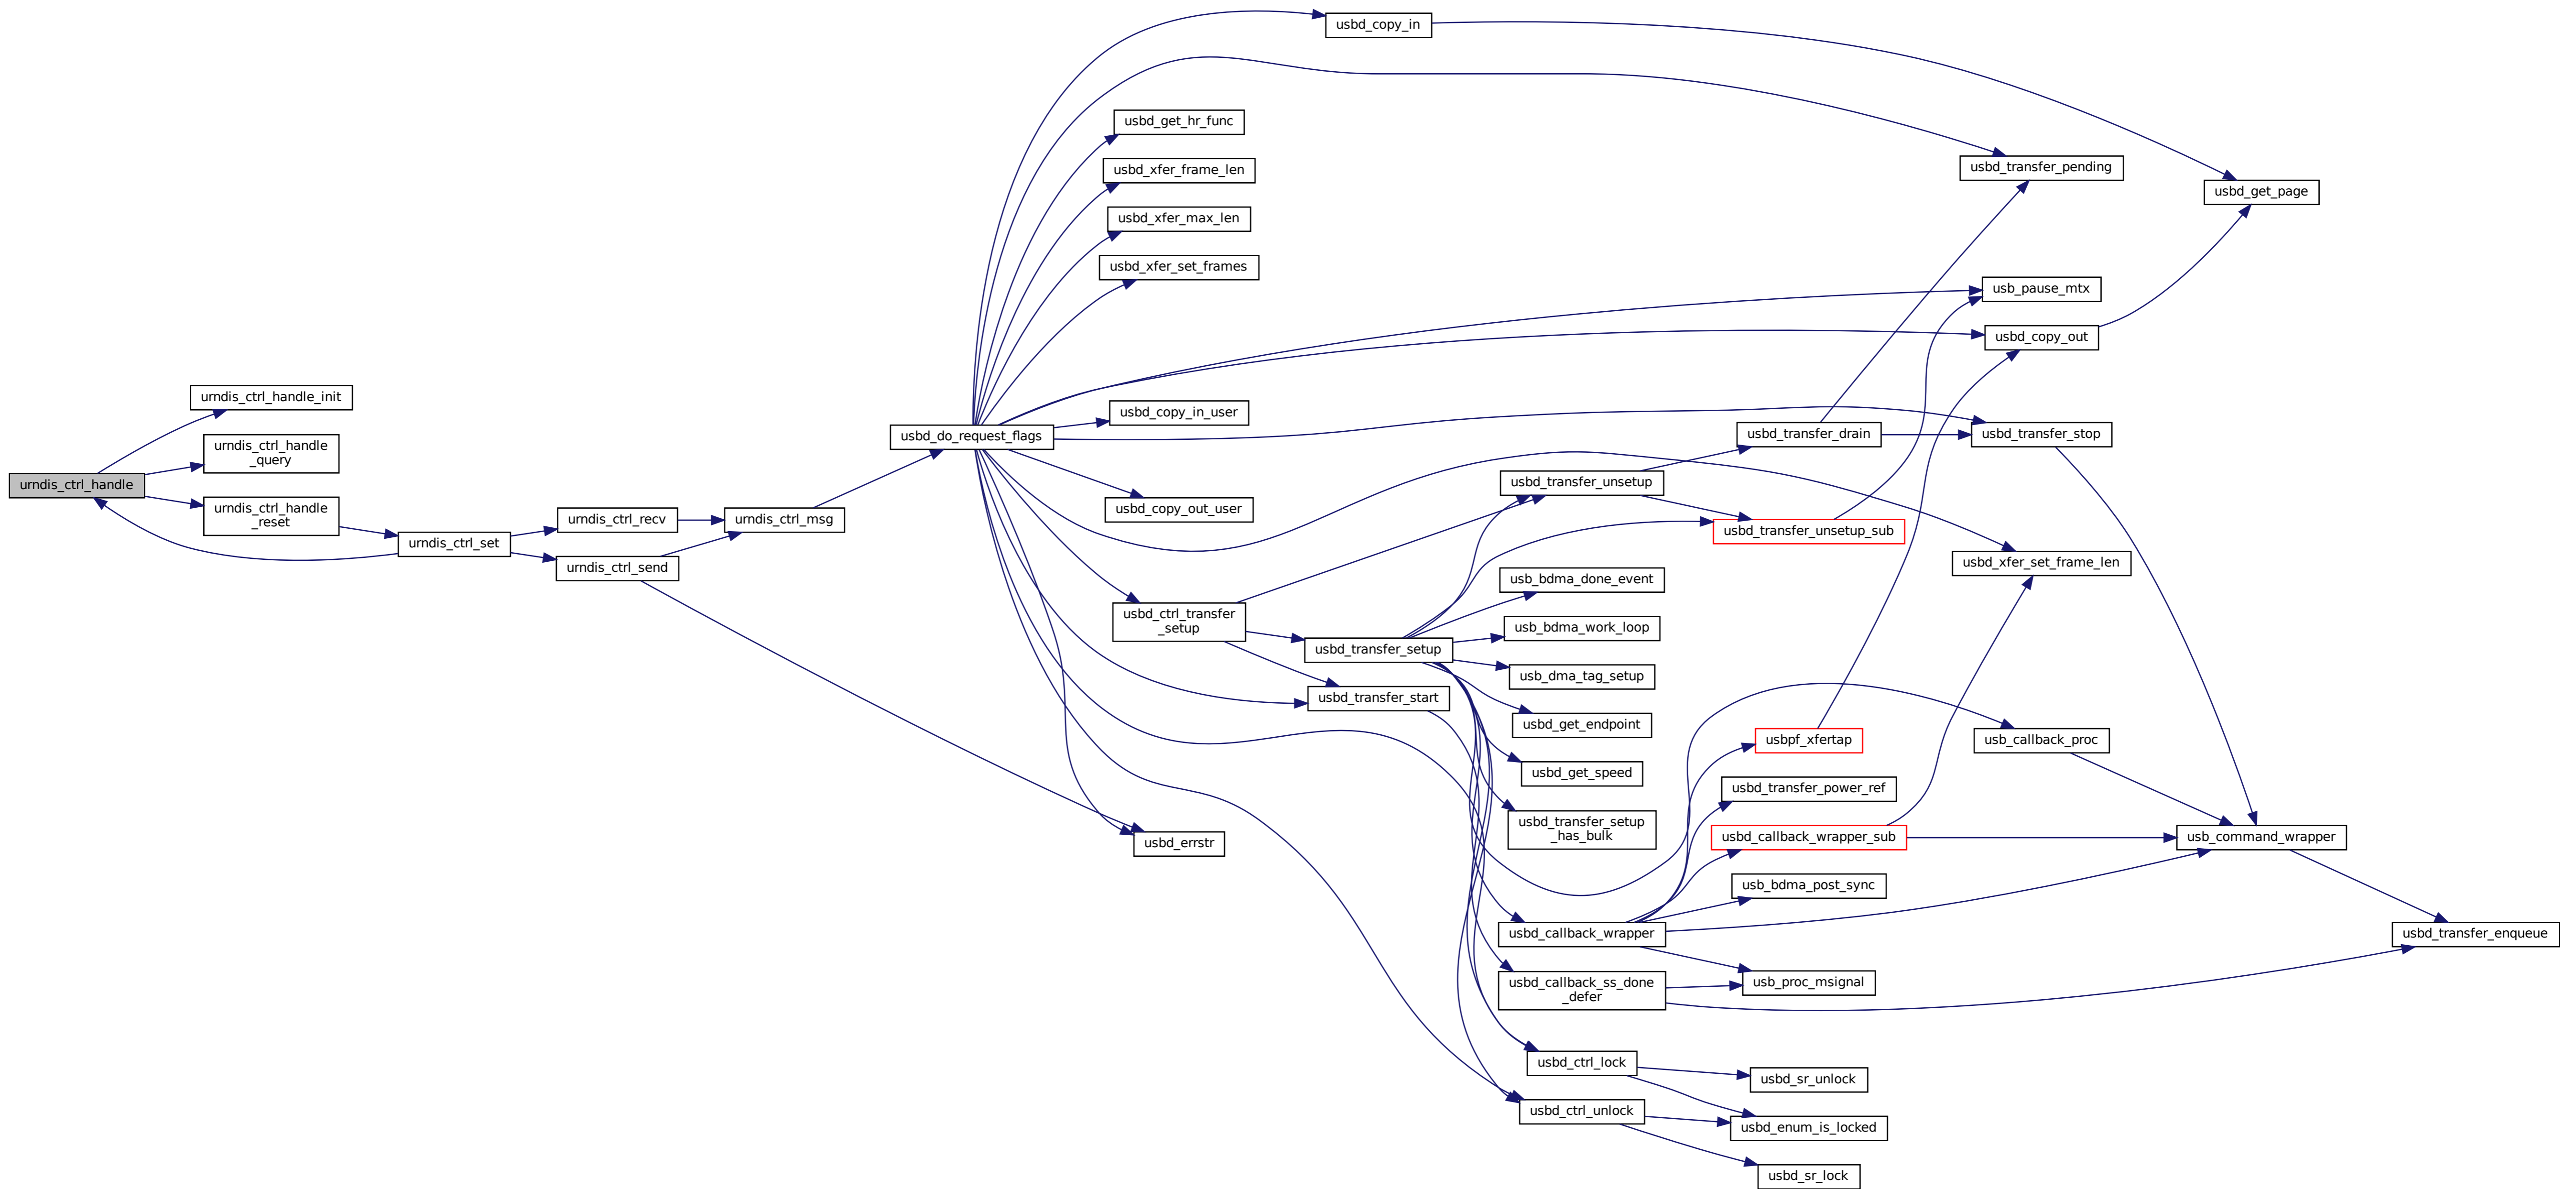 urndis_ctrl_handle
urndis_ctrl_handle_init
urndis_ctrl_handle
_query
urndis_ctrl_handle
_reset
urndis_ctrl_set
urndis_ctrl_recv
urndis_ctrl_send
urndis_ctrl_msg
usbd_do_request_flags
usbd_copy_in
usbd_get_hr_func
usbd_xfer_frame_len
usbd_xfer_max_len
usbd_xfer_set_frames
usbd_copy_in_user
usbd_copy_out_user
usbd_ctrl_transfer
_setup
usbd_transfer_setup
usbd_transfer_start
usbd_errstr
usbd_transfer_unsetup
usb_bdma_done_event
usb_bdma_work_loop
usb_dma_tag_setup
usbd_get_endpoint
usbd_get_speed
usbd_transfer_setup
_has_bulk
usbd_callback_wrapper
usbd_callback_ss_done
_defer
usbd_ctrl_lock
usbd_ctrl_unlock
usbd_transfer_drain
usbd_transfer_unsetup_sub
usbpf_xfertap
usbd_transfer_power_ref
usbd_callback_wrapper_sub
usb_bdma_post_sync
usb_proc_msignal
usbd_sr_unlock
usbd_enum_is_locked
usbd_sr_lock
usbd_transfer_pending
usb_pause_mtx
usbd_copy_out
usbd_transfer_stop
usbd_xfer_set_frame_len
usb_callback_proc
usbd_get_page
usb_command_wrapper
usbd_transfer_enqueue